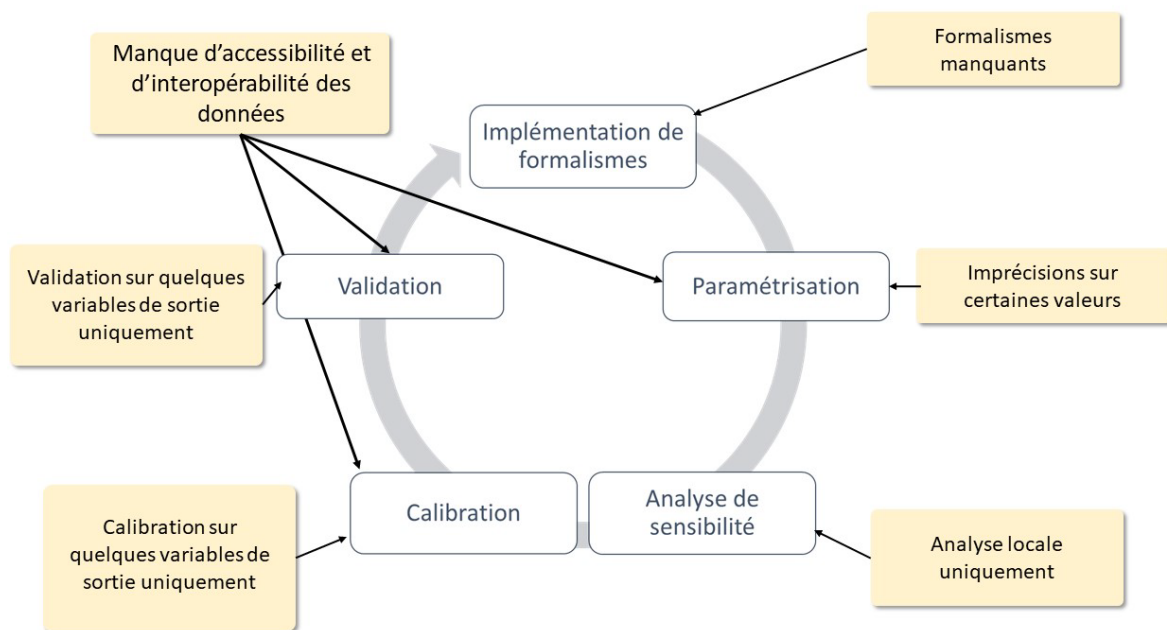 Manque d’accessibilité et
d’interopérabilité des
données
Formalismes
manquants
Implémentation de
formalismes
Validation sur quelques
variables de sortie
uniquement
Validation
Paramétrisation
Imprécisions sur
certaines valeurs
Calibration sur
quelques variables de
sortie uniquement
Calibration
Analyse de
sensibilité
Analyse locale
uniquement